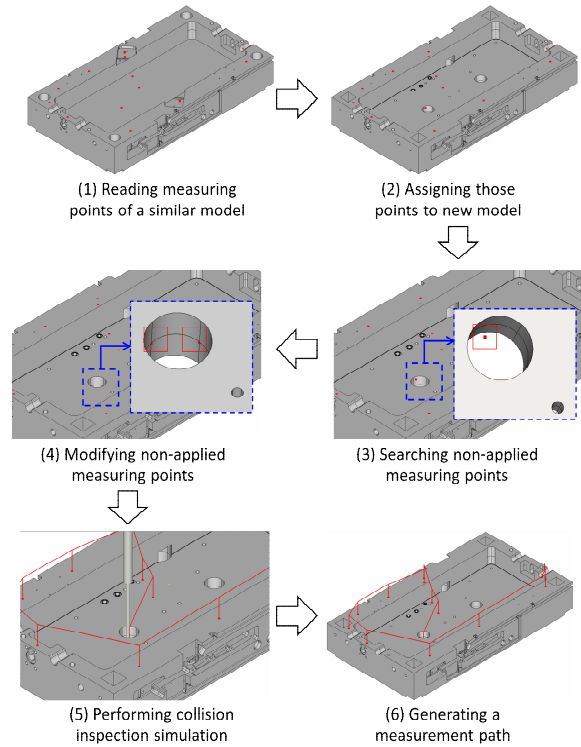 (1) Reading measuring
points of a similar model
(2) Assigning those
points to new model
(4) Modifying non-applied
measuring points
(3) Searching non-applied
measuring points
(5) Performing collision
inspection simulation
(6) Generating a
measurement path